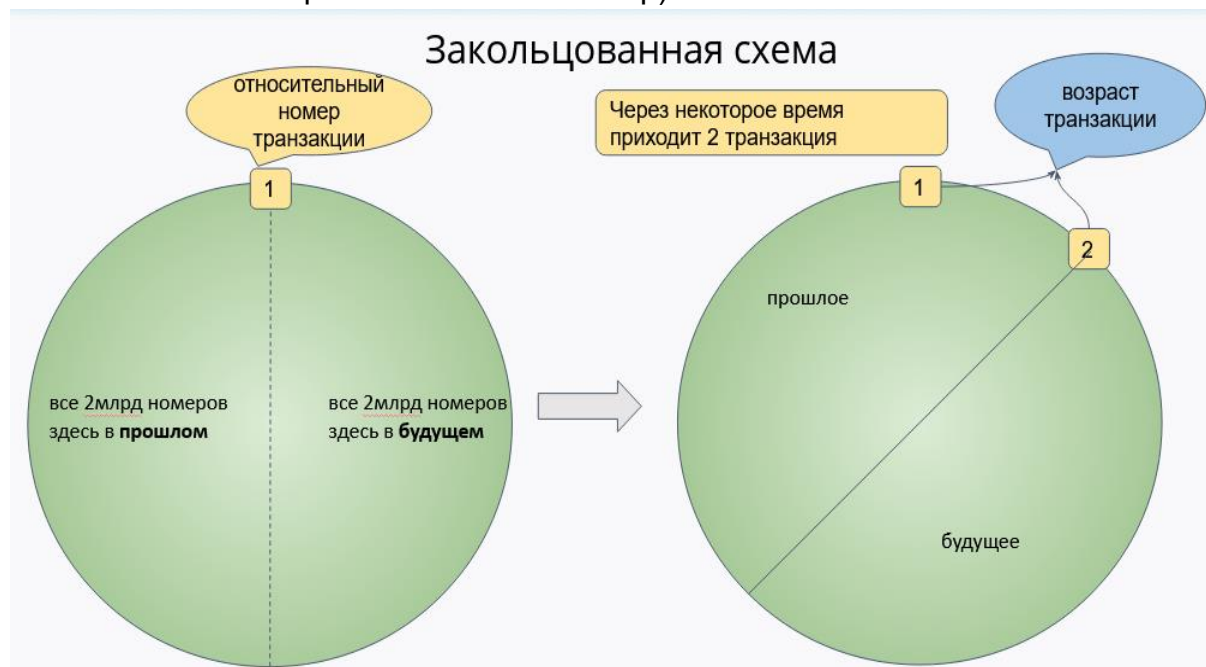 Закольцованная схема
относительный
номер
транзакции
Через некоторое время
приходит 2 транзакция
возраст
транзакции
1
1
2
прошлое
все 2млрд номеров
здесь в прошлом
все 2млрд номеров
здесь в будущем
будущее